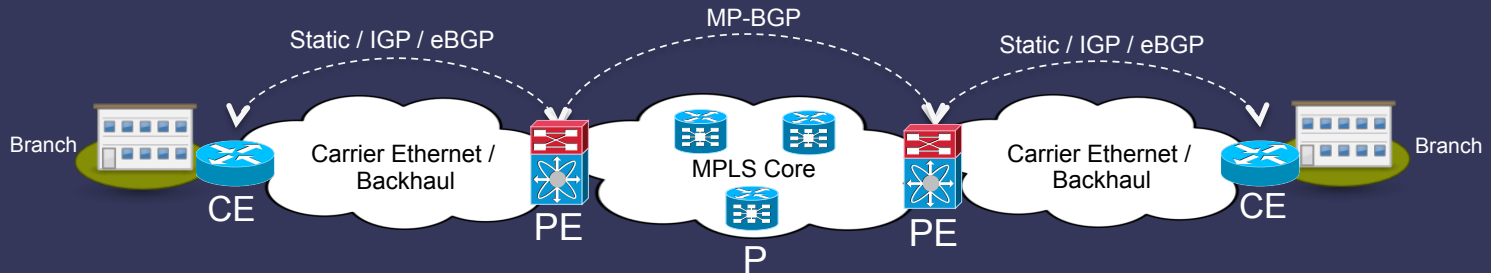 MP-BGP
Static / IGP / eBGP
Static / IGP / eBGP
Branch
Carrier Ethernet /
Backhaul
MPLS Core
Carrier Ethernet /
Backhaul
Branch
CE
PE
P
PE
CE